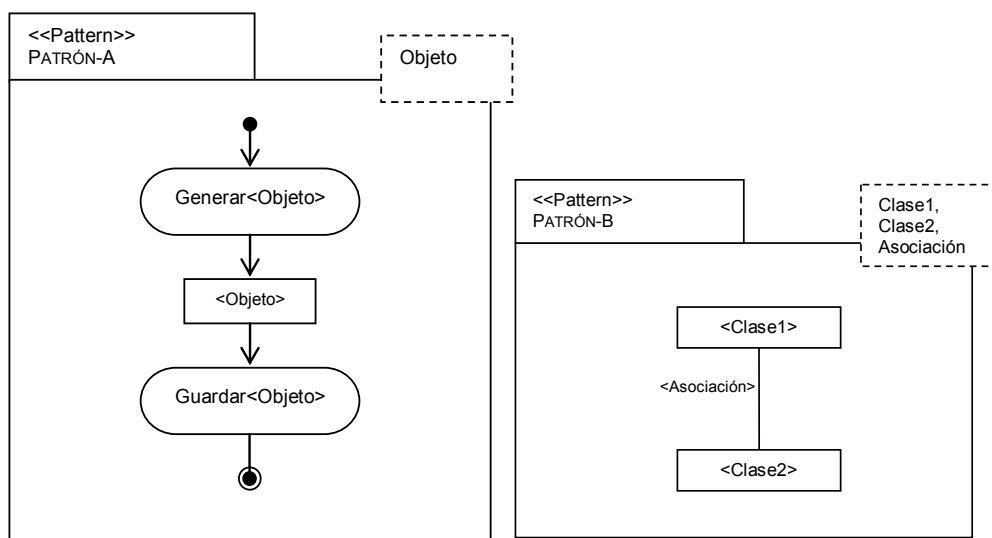 <<Pattern>>
PATRÓN-A
Objeto
Generar<Objeto>
<Objeto>
Guardar<Objeto>
<<Pattern>>
PATRÓN-B
Clase1,
Clase2,
Asociación
<Clase1>
<Asociación>
<Clase2>